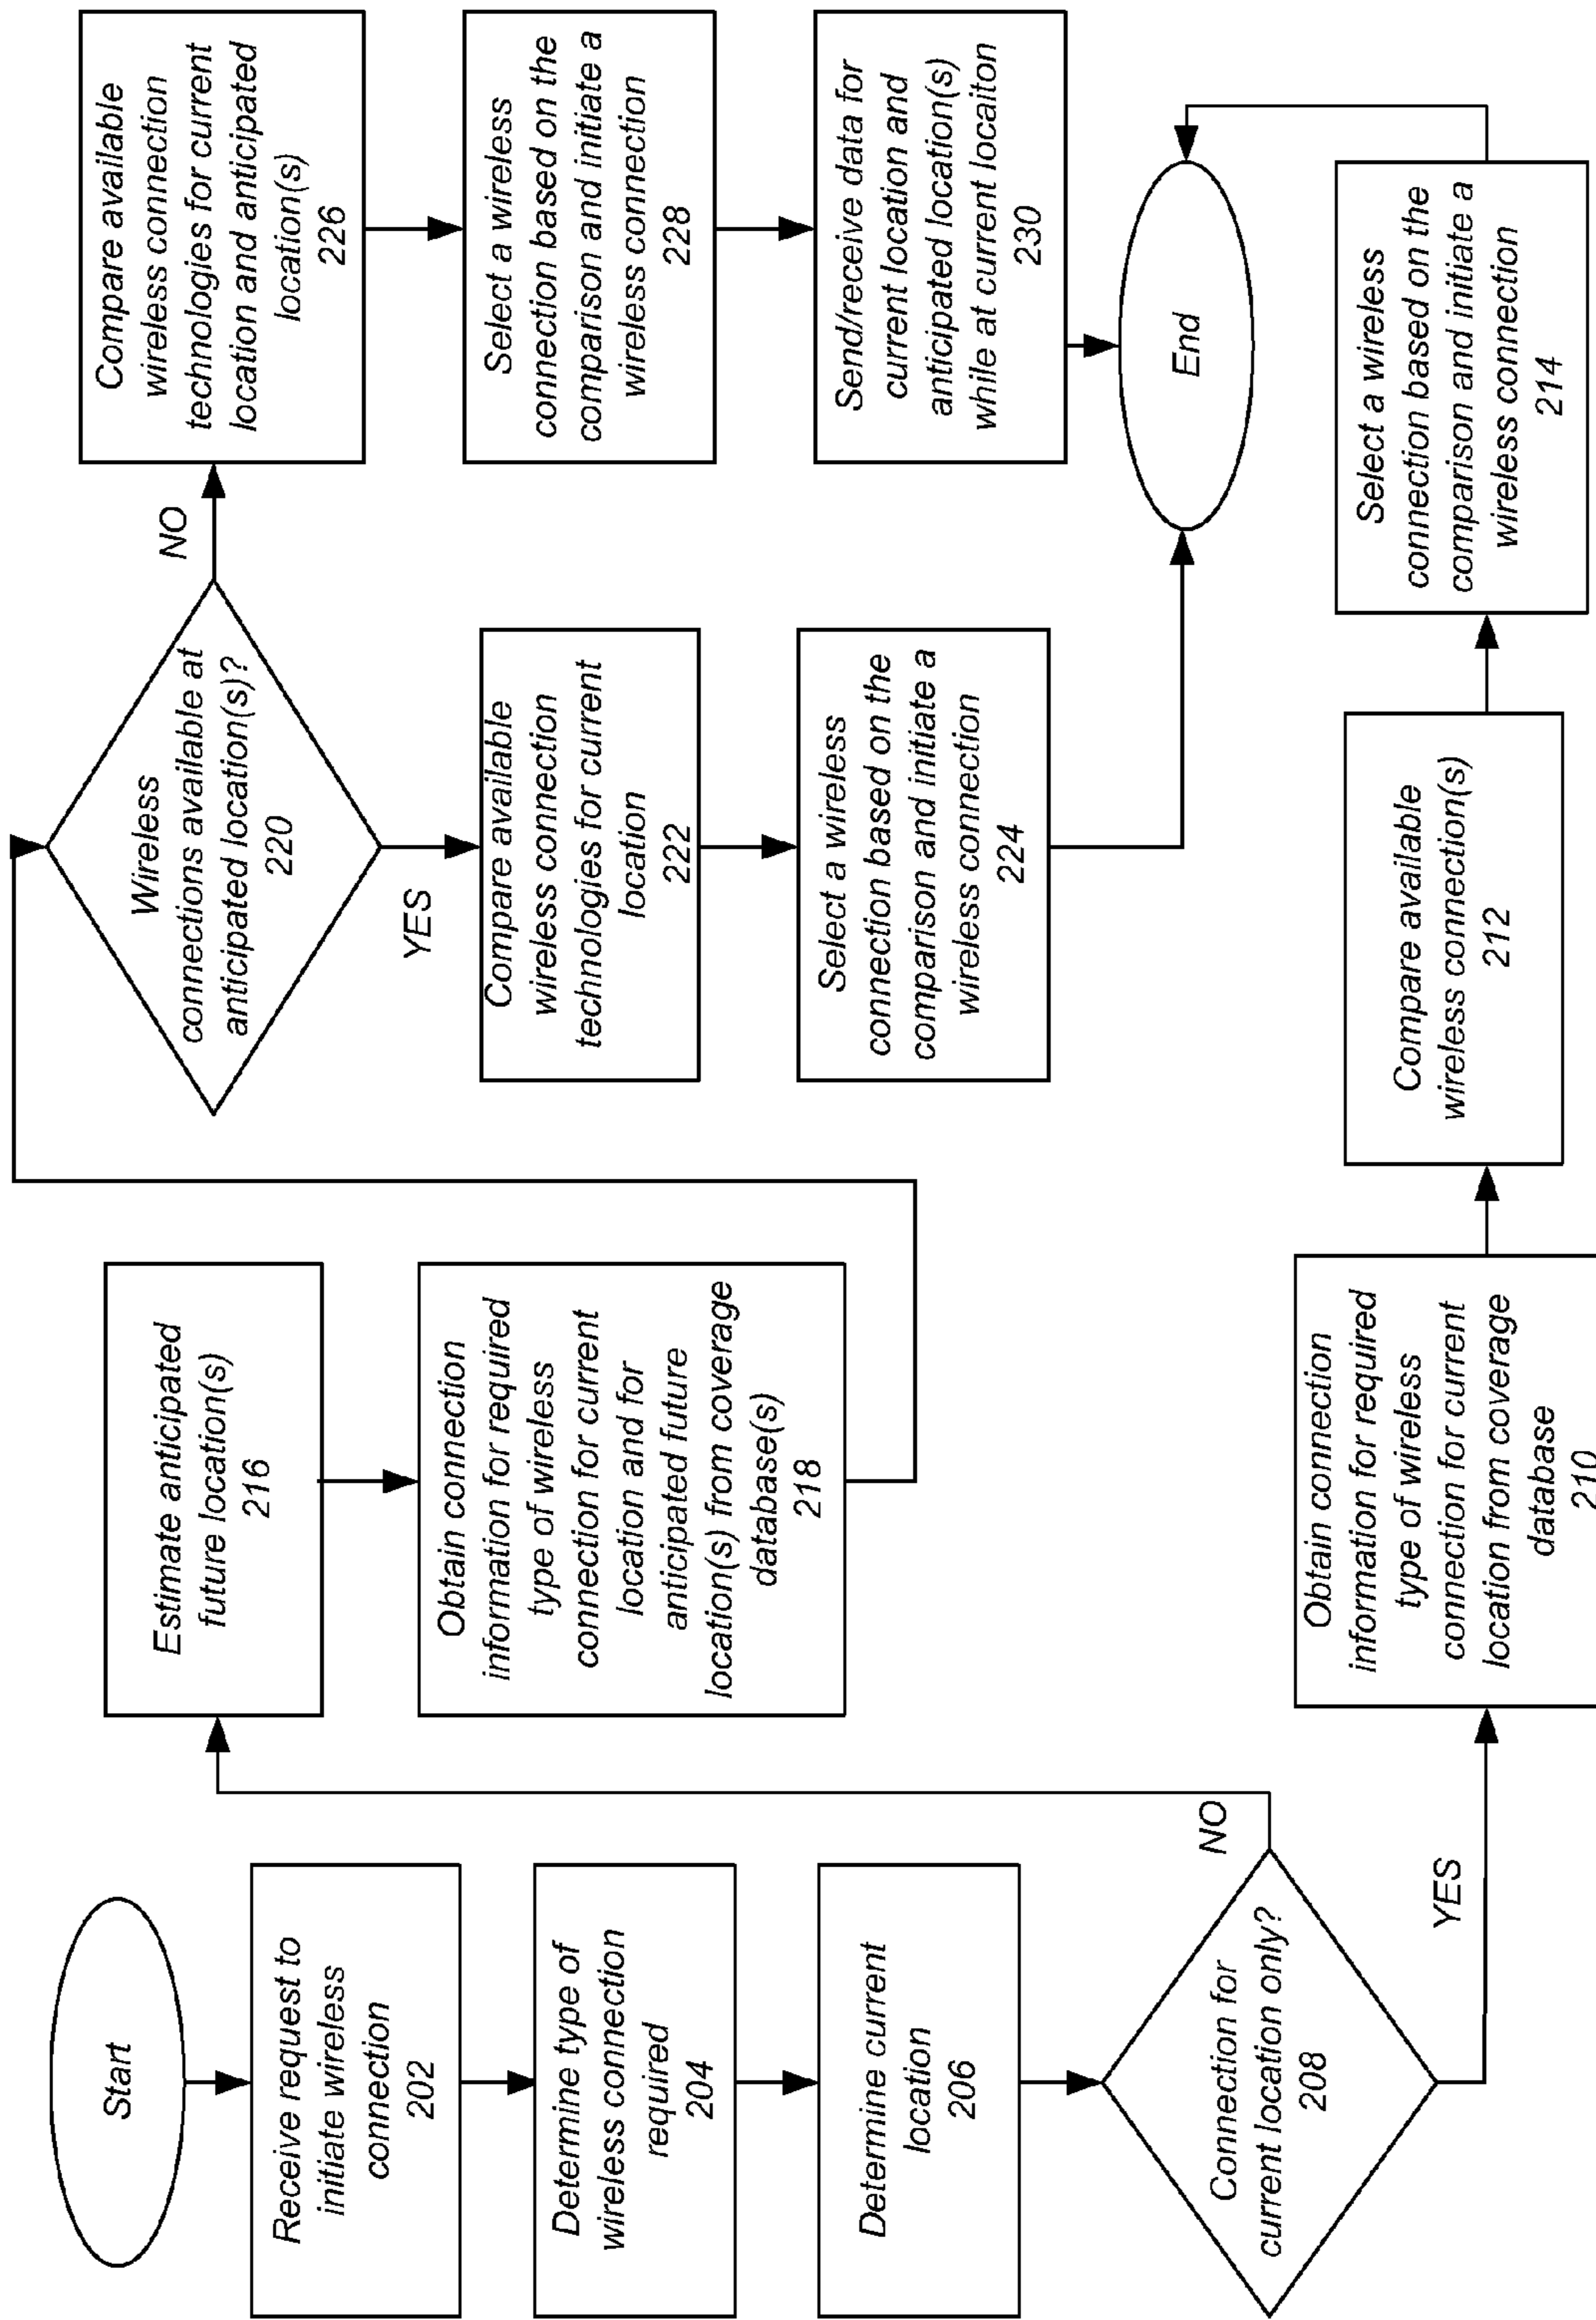 Start
Receive request to
initiate wireless
connection
202
Determine type of
wireless connection
required
204
Determine current
location
206
Connection for
current location only?
208
NO
YES
Estimate anticipated
future location(s)
216
Obtain connection
information for required
type of wireless
connection for current
location and for
anticipated future
location(s) from coverage
database(s)
218
Obtain connection
information for required
type of wireless
connection for current
location from coverage
database
210
Wireless
connections available at
anticipated location(s)?
220
NO
YES
Compare available
wireless connection
technologies for current
location
222
Select a wireless
connection based on the
comparison and initiate a
wireless connection
224
Compare available
wireless connection(s)
212
Compare available
wireless connection
technologies for current
location and anticipated
location(s)
226
Select a wireless
connection based on the
comparison and initiate a
wireless connection
228
Send/receive data for
current location and
anticipated location(s)
while at current locaiton
230
End
Select a wireless
connection based on the
comparison and initiate a
wireless connection
214